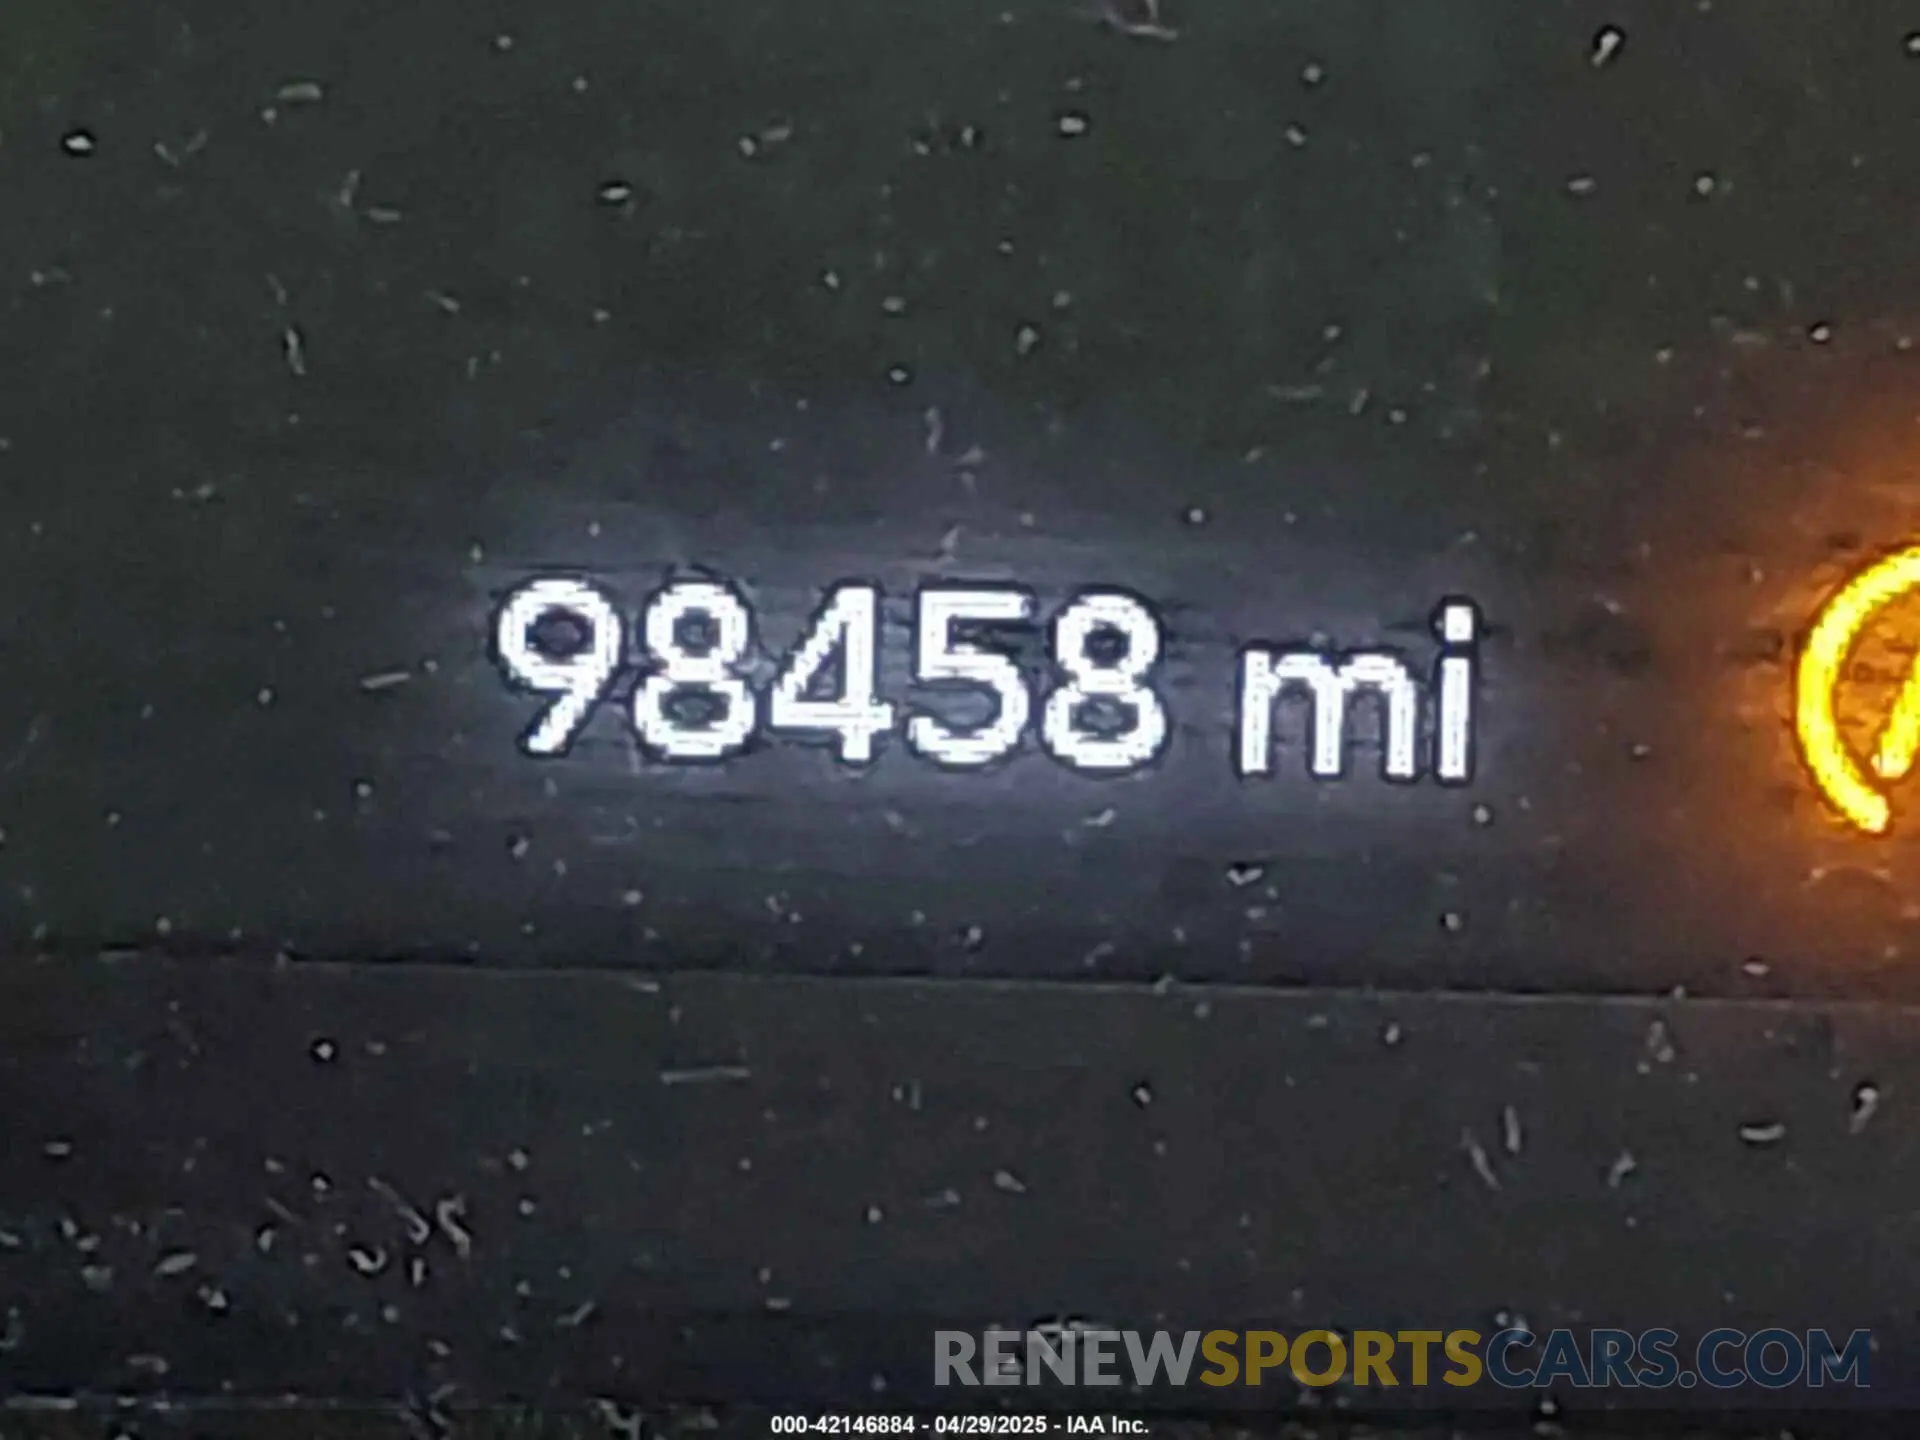 98458 mi
RENEWSPORTSCARS.COM
000-42146884 - 04/29/2025 - IAA Inc.